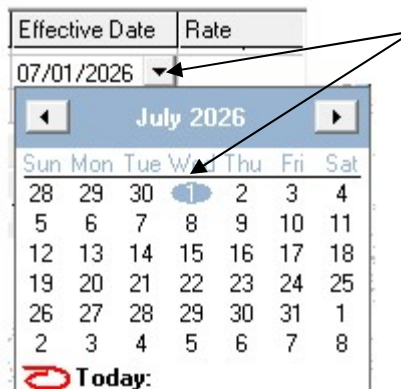 Effective Date Rate
07/01/2026
July 2026
Sun Mon Tue Wed Thu Fri Sat
28 29 30 1 2 3 4
5 6 7 8 9 10 11
12 13 14 15 16 17 18
19 20 21 22 23 24 25
26 27 28 29 30 31 1
2 3 4 5 6 7 8
Today: